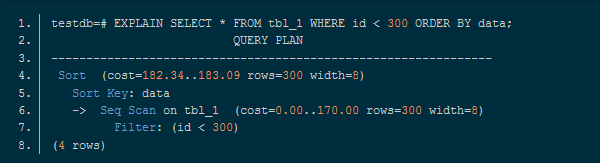 1. testdb=# EXPLAIN SELECT * FROM tbl_1 WHERE id < 300 ORDER BY data;
2.                        QUERY PLAN
3. ---------------------------------------------------------------
4.  Sort  (cost=182.34..183.09 rows=300 width=8)
5.    Sort Key: data
6.    ->  Seq Scan on tbl_1  (cost=0.00..170.00 rows=300 width=8)
7.          Filter: (id < 300)
8. (4 rows)